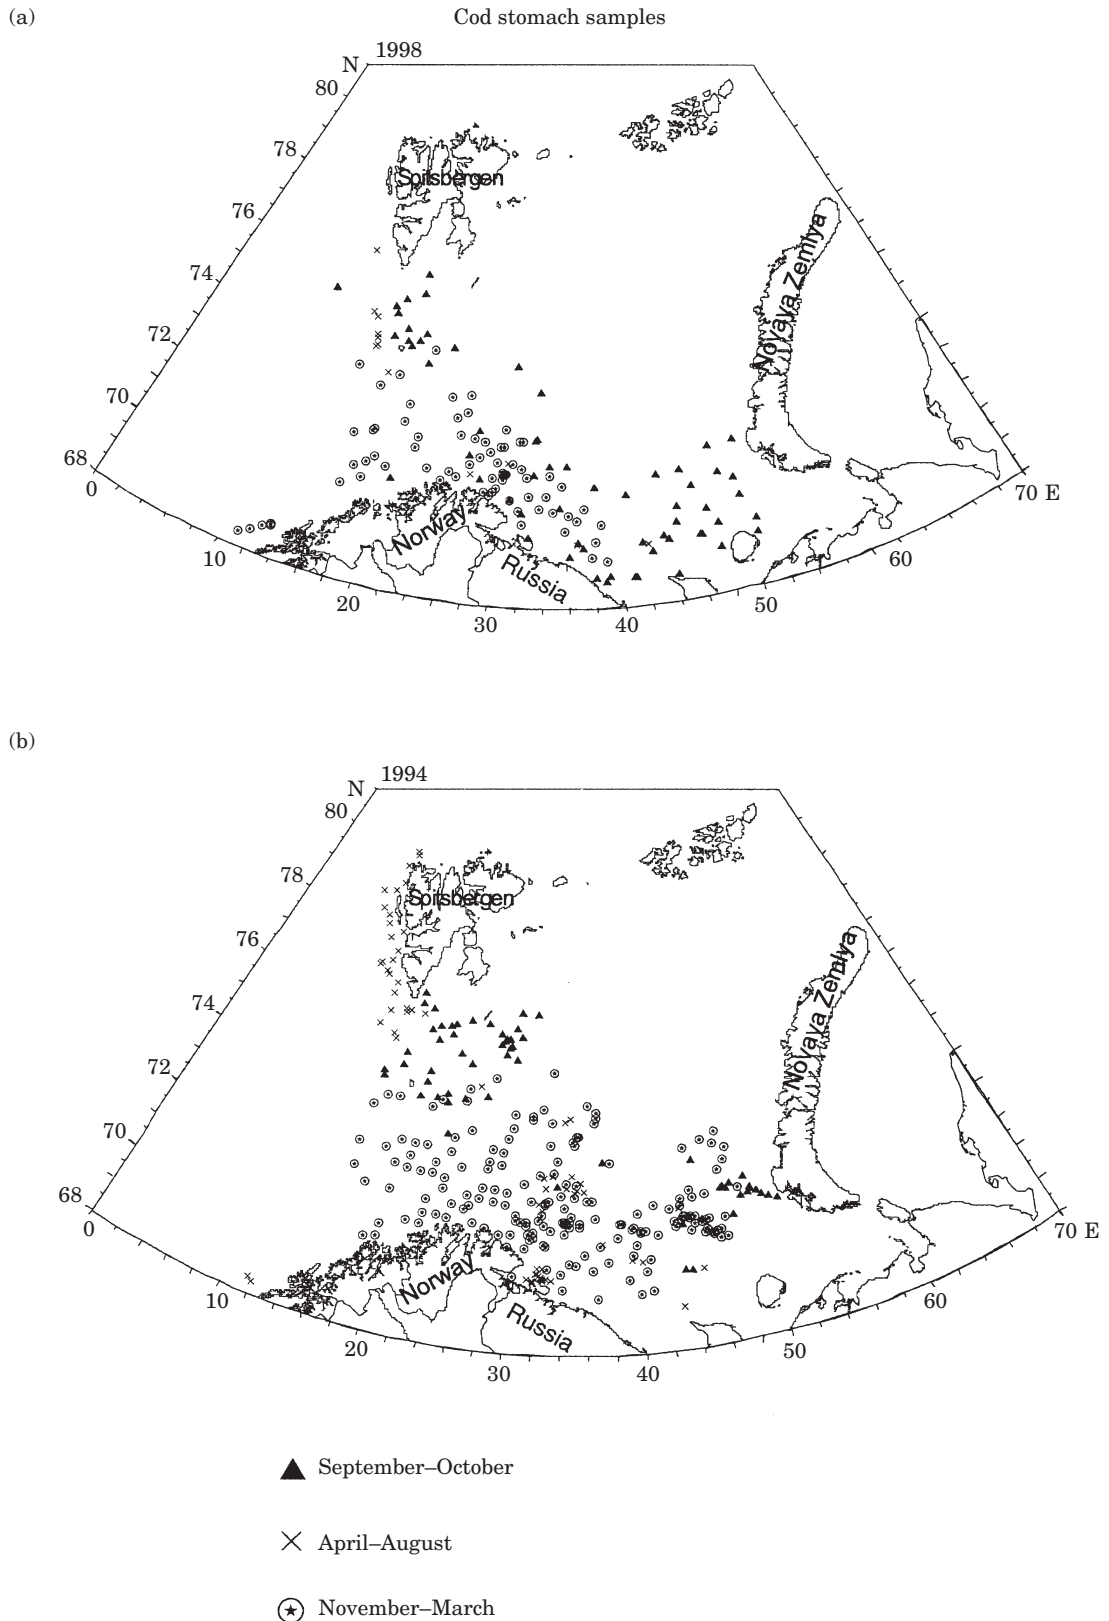 (a)
Cod stomach samples
1998
N
80
78
76
74
72
70
68
0
10
20
30
40
50
60
70 E
Spitsbergen
Novaya Zemlya
Norway
Russia
(b)
1994
N
80
78
76
74
72
70
68
0
10
20
30
40
50
60
70 E
Spitsbergen
Novaya Zemlya
Norway
Russia
September–October
April–August
November–March